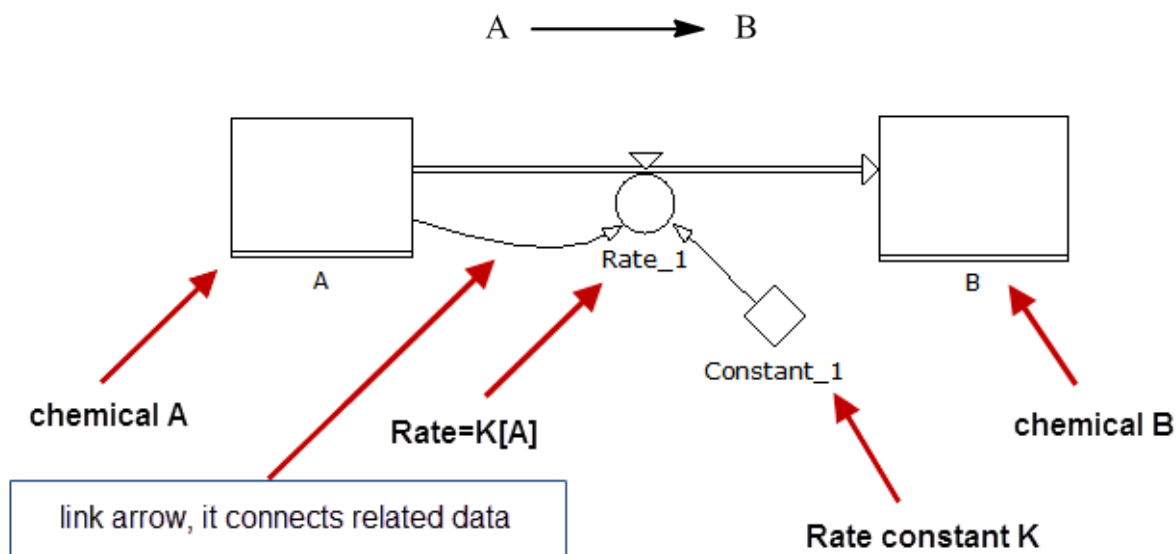 A B
A
Rate_1
B
Constant_1
chemical A
Rate=K[A]
chemical B
link arrow, it connects related data
Rate constant K